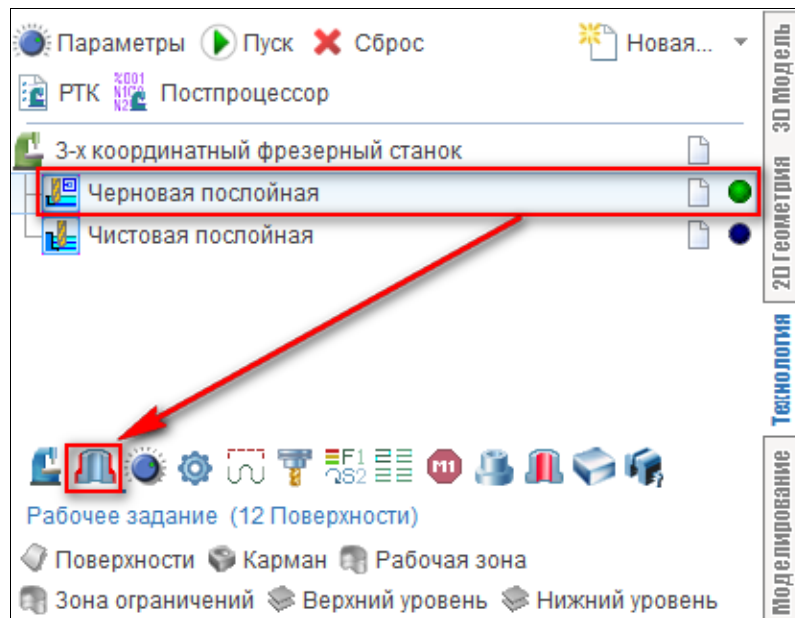 Параметры Пуск Сброс Новая...
РТК Постпроцессор
3-х координатный фрезерный станок
Черновая послойная
Чистовая послойная
M1
Рабочее задание (12 Поверхности)
Поверхности Карман Рабочая зона
Зона ограничений Верхний уровень Нижний уровень
3D Модель
2D Геометрия
Технология
Моделирование